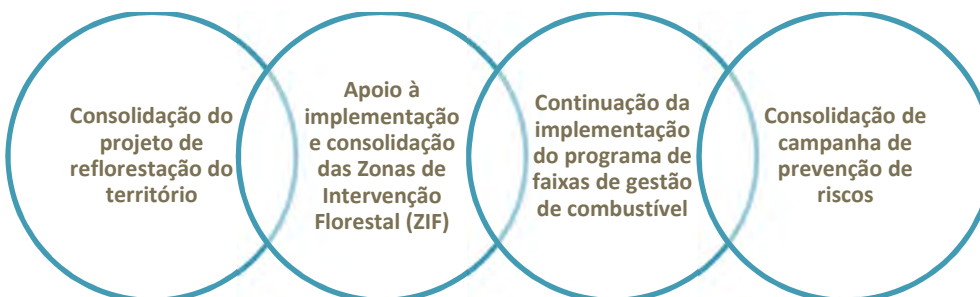 Consolidação do
projeto de
reflorestação do
território
Apoio à
implementação
e consolidação
das Zonas de
Intervenção
Florestal (ZIF)
Continuação da
implementação
do programa de
faixas de gestão
de combustível
Consolidação de
campanha de
prevenção de
riscos